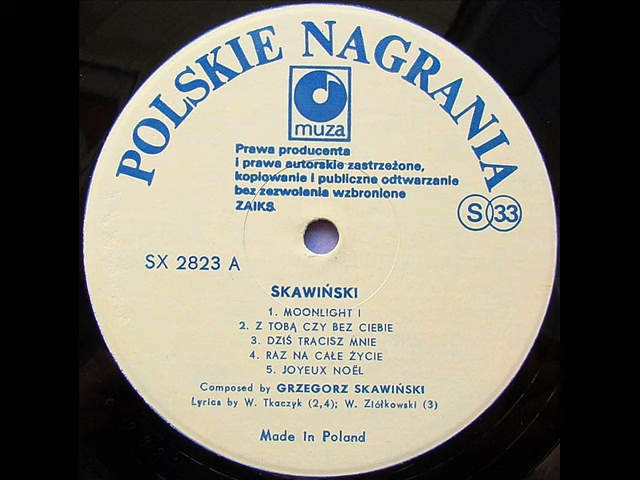 POLSKIE NAGRANIA
muza
Prawa producenta
i prawa autorskie zastrzeżone,
kopiowanie i publiczne odtwarzanie
bez zezwolenia wzbronione
ZAIKS
S 33
SX 2823 A
SKAWIŃSKI
1. MOONLIGHT I
2. Z TOBĄ CZY BEZ CIEBIE
3. DZIŚ TRACISZ MNIE
4. RAZ NA CAŁE ŻYCIE
5. JOYEUX NOËL
Composed by GRZEGORZ SKAWIŃSKI
Lyrics by W. Tkaczyk (2,4); W. Ziółkowski (3)
Made in Poland